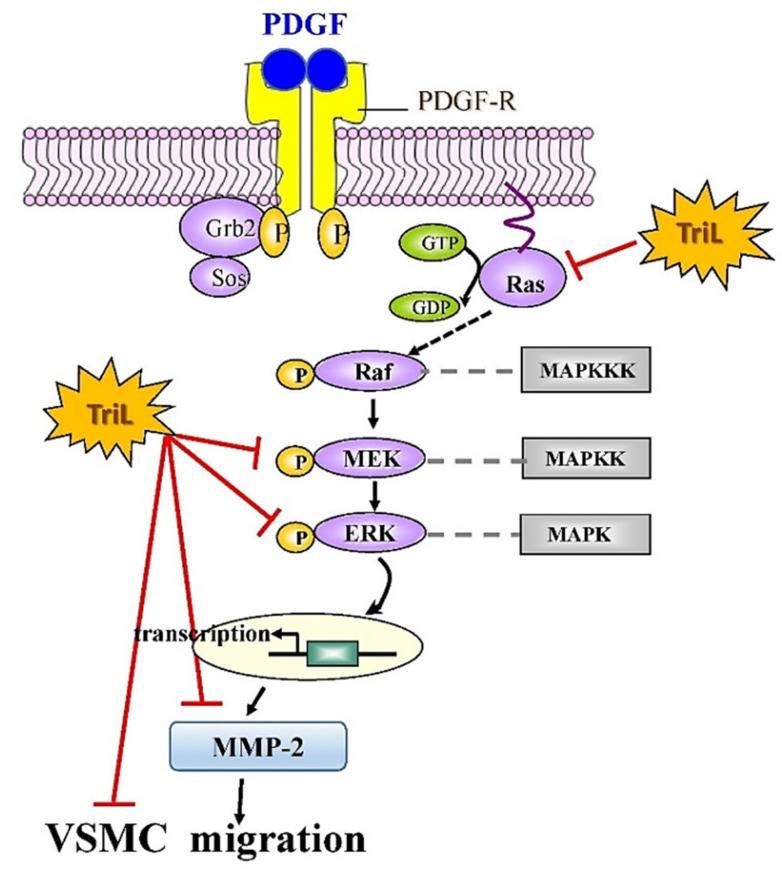 PDGF
PDGF-R
Grb2
P
P
Sos
GTP
GDP
Ras
TriL
P
Raf
MAPKKK
TriL
P
MEK
MAPKK
P
ERK
MAPK
transcription
MMP-2
VSMC migration